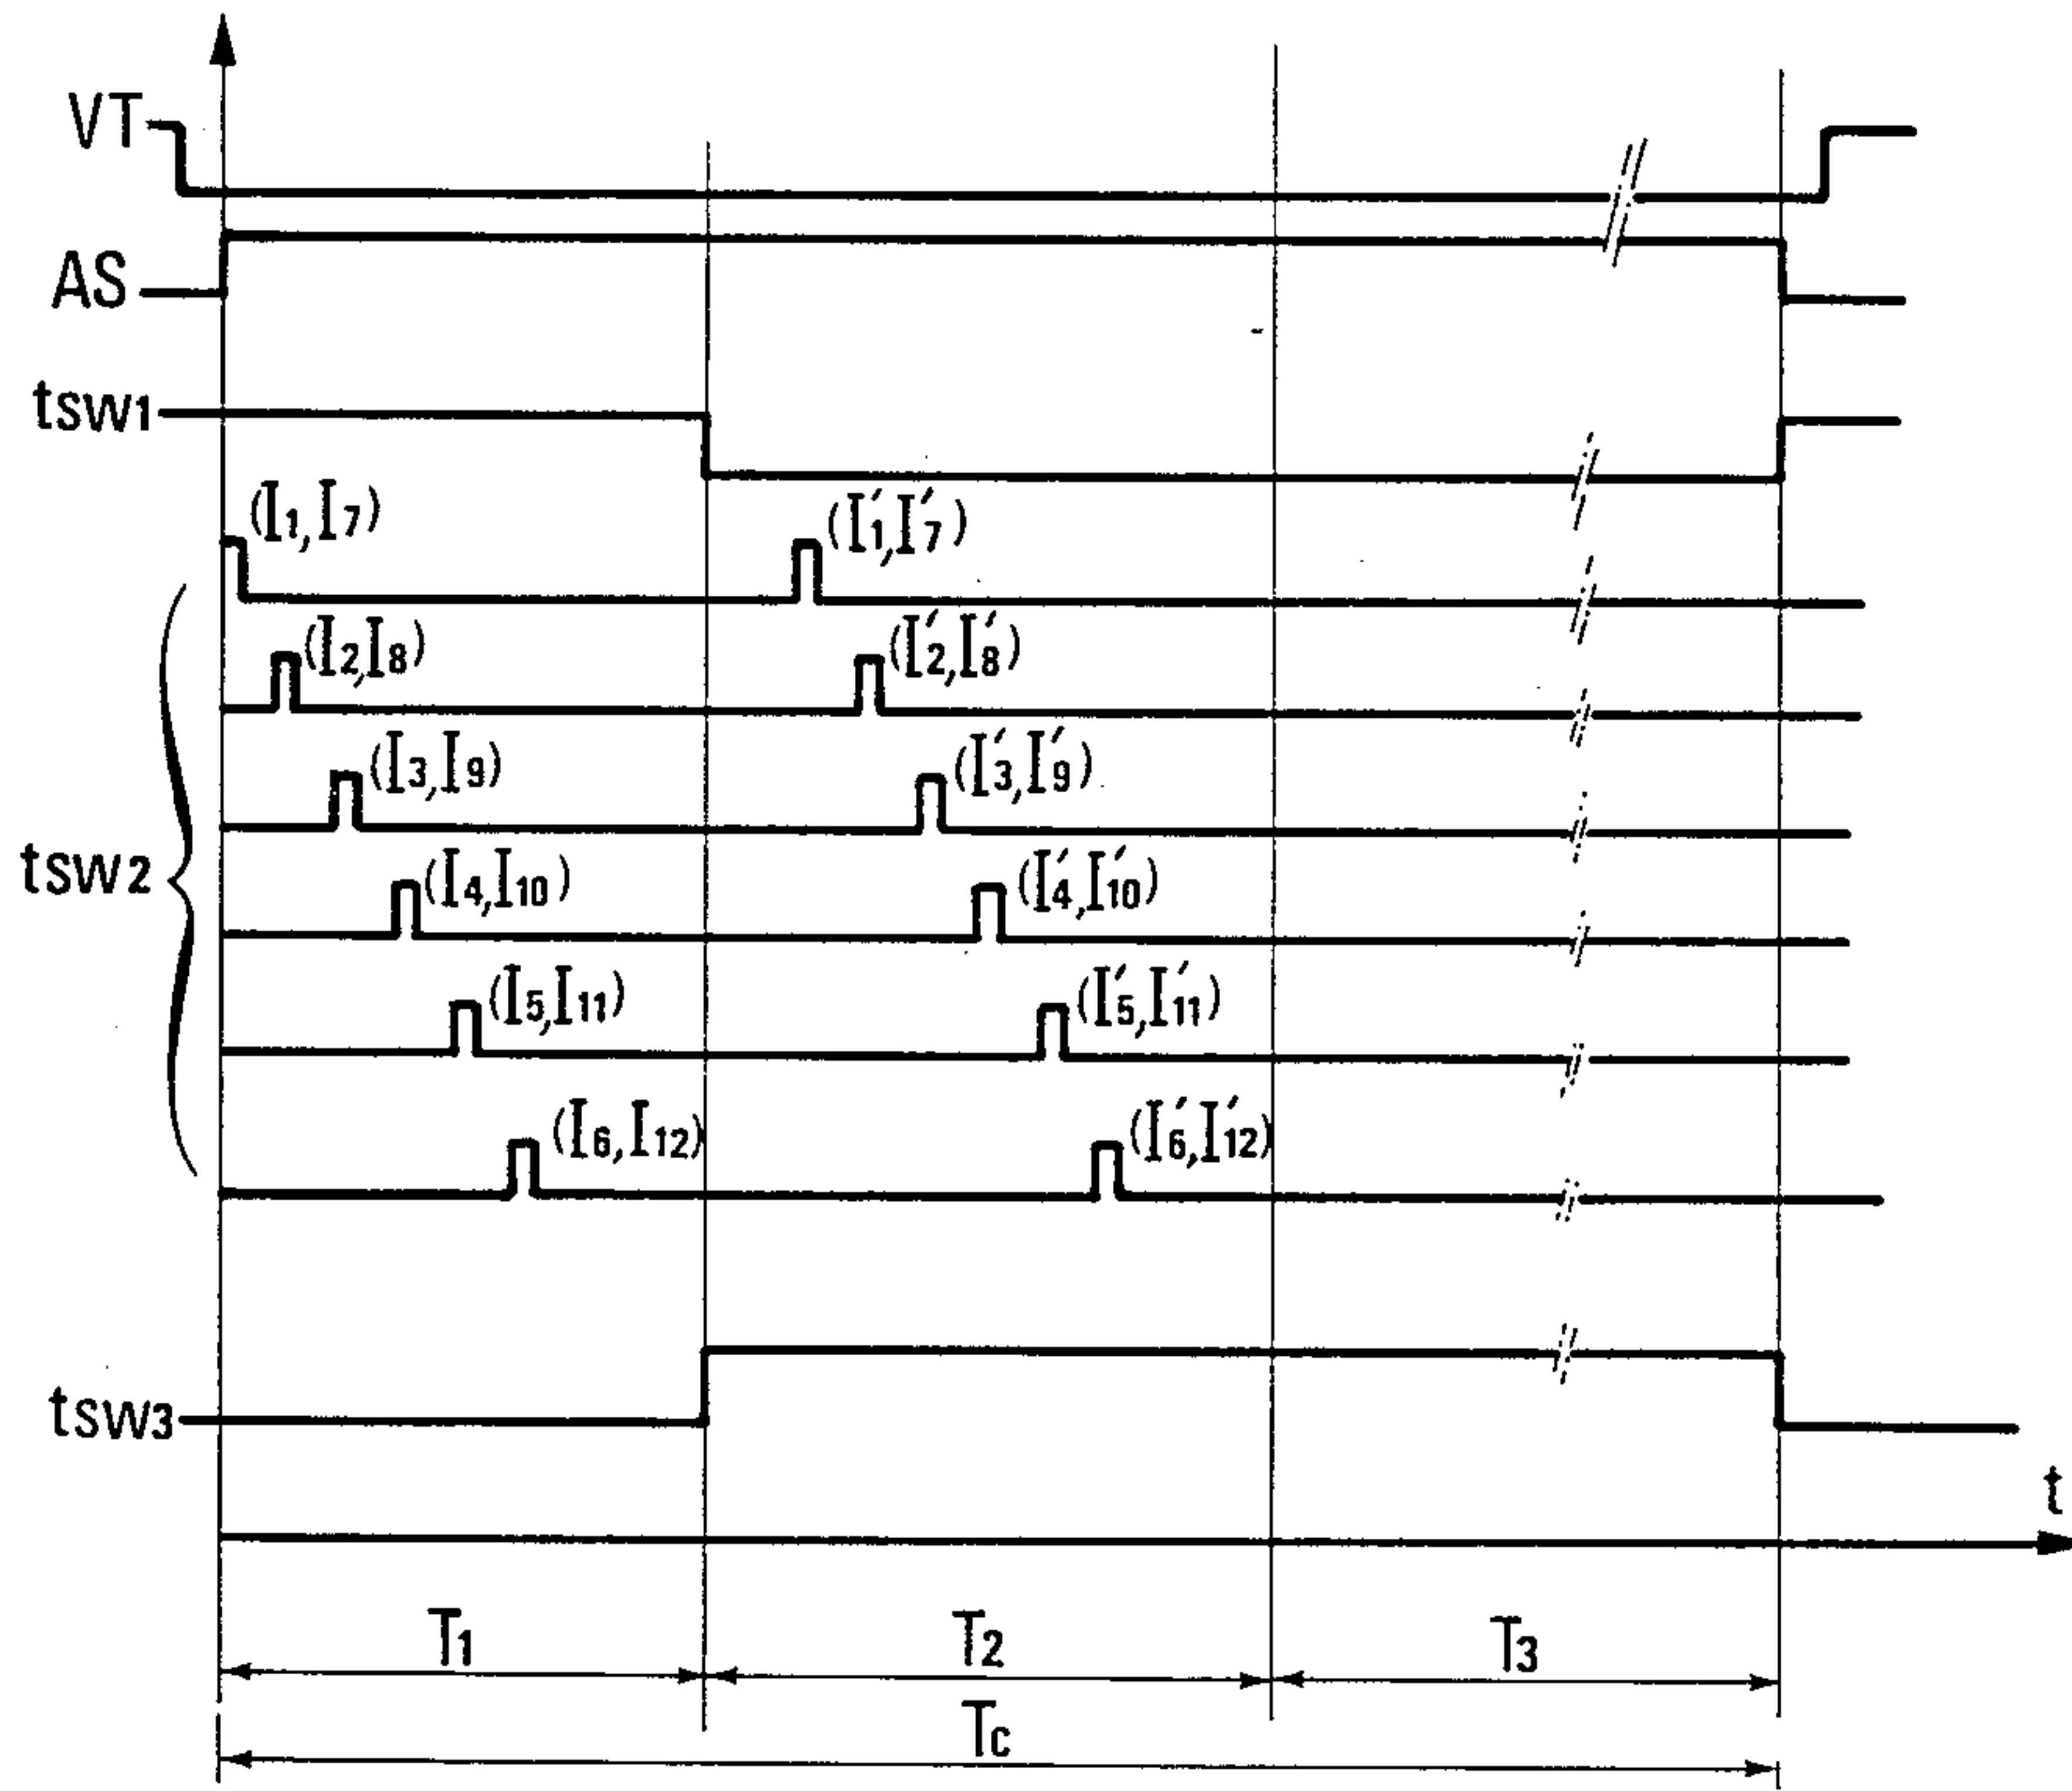 VT
AS
tsw1
(I1,I7) (I'1,I'7)
(I2,I8) (I'2,I'8)
(I3,I9) (I'3,I'9)
tsw2
(I4,I10) (I'4,I'10)
(I5,I11) (I'5,I'11)
(I6,I12) (I'6,I'12)
tsw3
t
T1 T2 T3
Tc